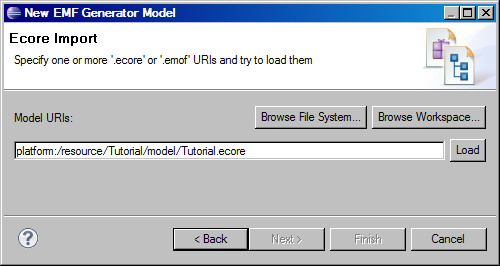 New EMF Generator Model
Ecore Import
Specify one or more '.ecore' or '.emof' URIs and try to load them
Model URIs:
Browse File System...
Browse Workspace...
platform:/resource/Tutorial/model/Tutorial.ecore
Load
?
< Back
Next >
Finish
Cancel